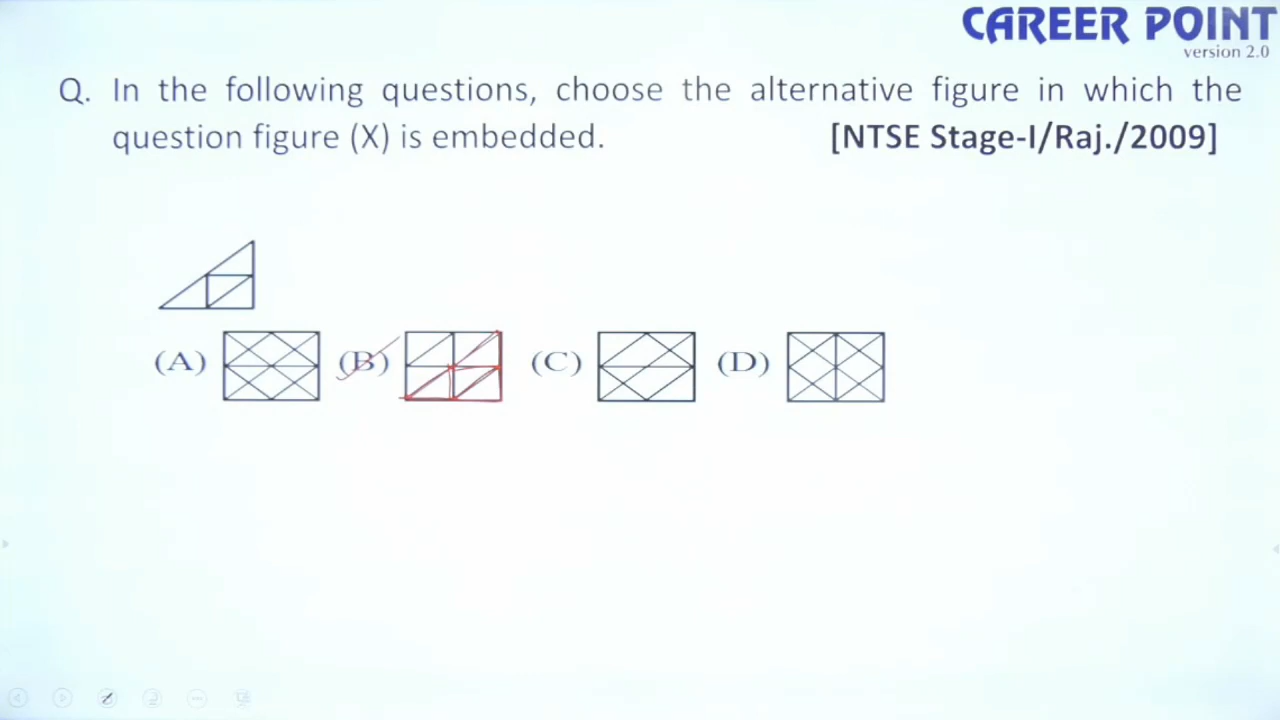 CAREER POINT
version 2.0
Q. In the following questions, choose the alternative figure in which the
question figure (X) is embedded. [NTSE Stage-I/Raj./2009]
(A) (B) (C) (D)